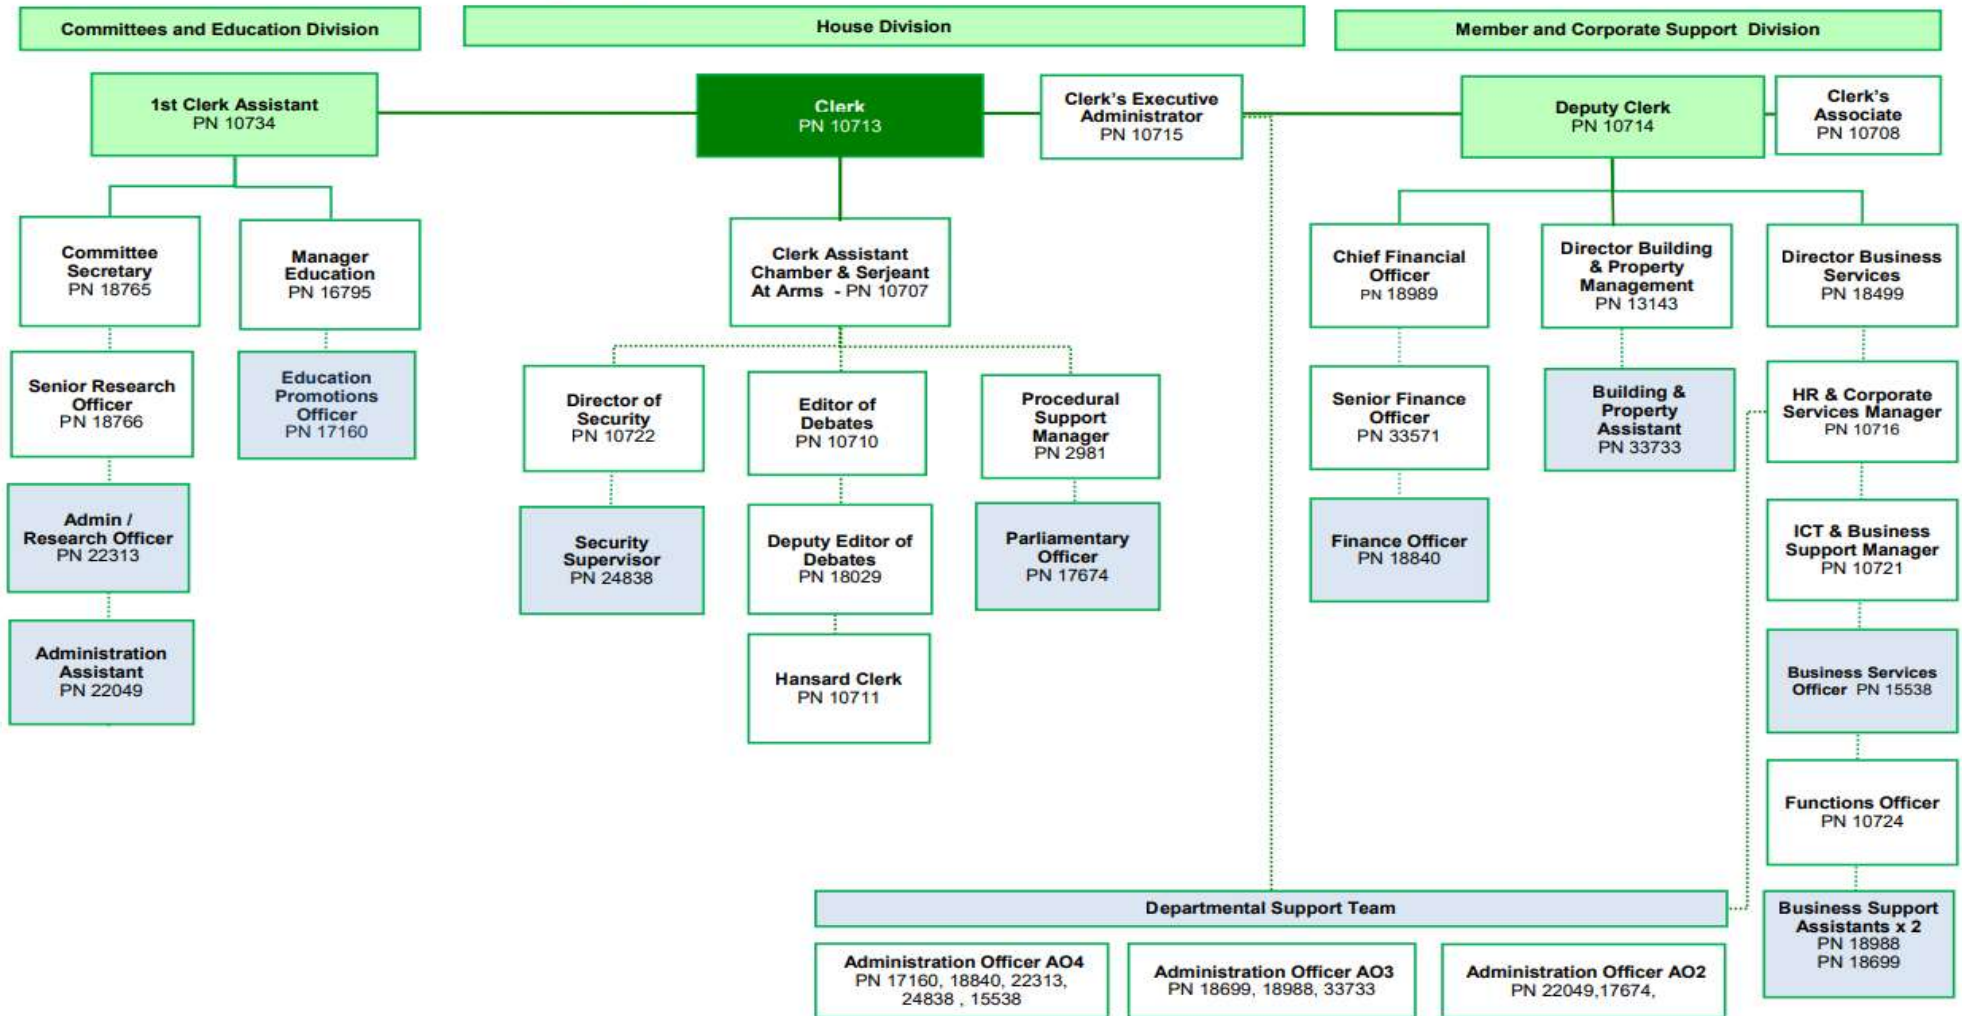 Committees and Education Division
House Division
Member and Corporate Support Division
1st Clerk Assistant
PN 10734
Clerk
PN 10713
Clerk's Executive
Administrator
PN 10715
Deputy Clerk
PN 10714
Clerk's
Associate
PN 10708
Committee
Secretary
PN 18765
Manager
Education
PN 16795
Clerk Assistant
Chamber & Serjeant
At Arms - PN 10707
Chief Financial
Officer
PN 18989
Director Building
& Property
Management
PN 13143
Director Business
Services
PN 18499
Senior Research
Officer
PN 18766
Education
Promotions
Officer
PN 17160
Director of
Security
PN 10722
Editor of
Debates
PN 10710
Procedural
Support
Manager
PN 2981
Senior Finance
Officer
PN 33571
Building &
Property
Assistant
PN 33733
HR & Corporate
Services Manager
PN 10716
Admin /
Research Officer
PN 22313
Security
Supervisor
PN 24838
Deputy Editor of
Debates
PN 18029
Parliamentary
Officer
PN 17674
Finance Officer
PN 18840
ICT & Business
Support Manager
PN 10721
Administration
Assistant
PN 22049
Hansard Clerk
PN 10711
Business Services
Officer PN 15538
Functions Officer
PN 10724
Departmental Support Team
Business Support
Assistants x 2
PN 18988
PN 18699
Administration Officer AO4
PN 17160, 18840, 22313,
24838 , 15538
Administration Officer AO3
PN 18699, 18988, 33733
Administration Officer AO2
PN 22049,17674,